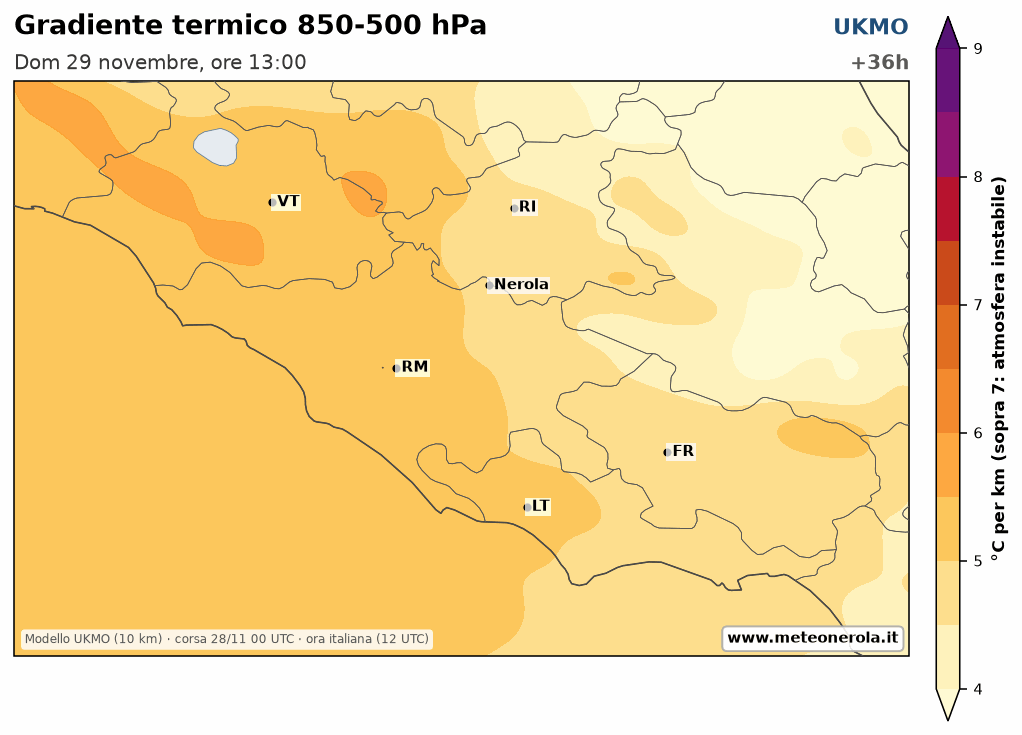 Gradiente termico 850-500 hPa
UKMO
Dom 29 novembre, ore 13:00
+36h
VT
RI
Nerola
RM
FR
LT
Modello UKMO (10 km) · corsa 28/11 00 UTC · ora italiana (12 UTC)
www.meteonerola.it
9
8
7
6
5
4
°C per km (sopra 7: atmosfera instabile)